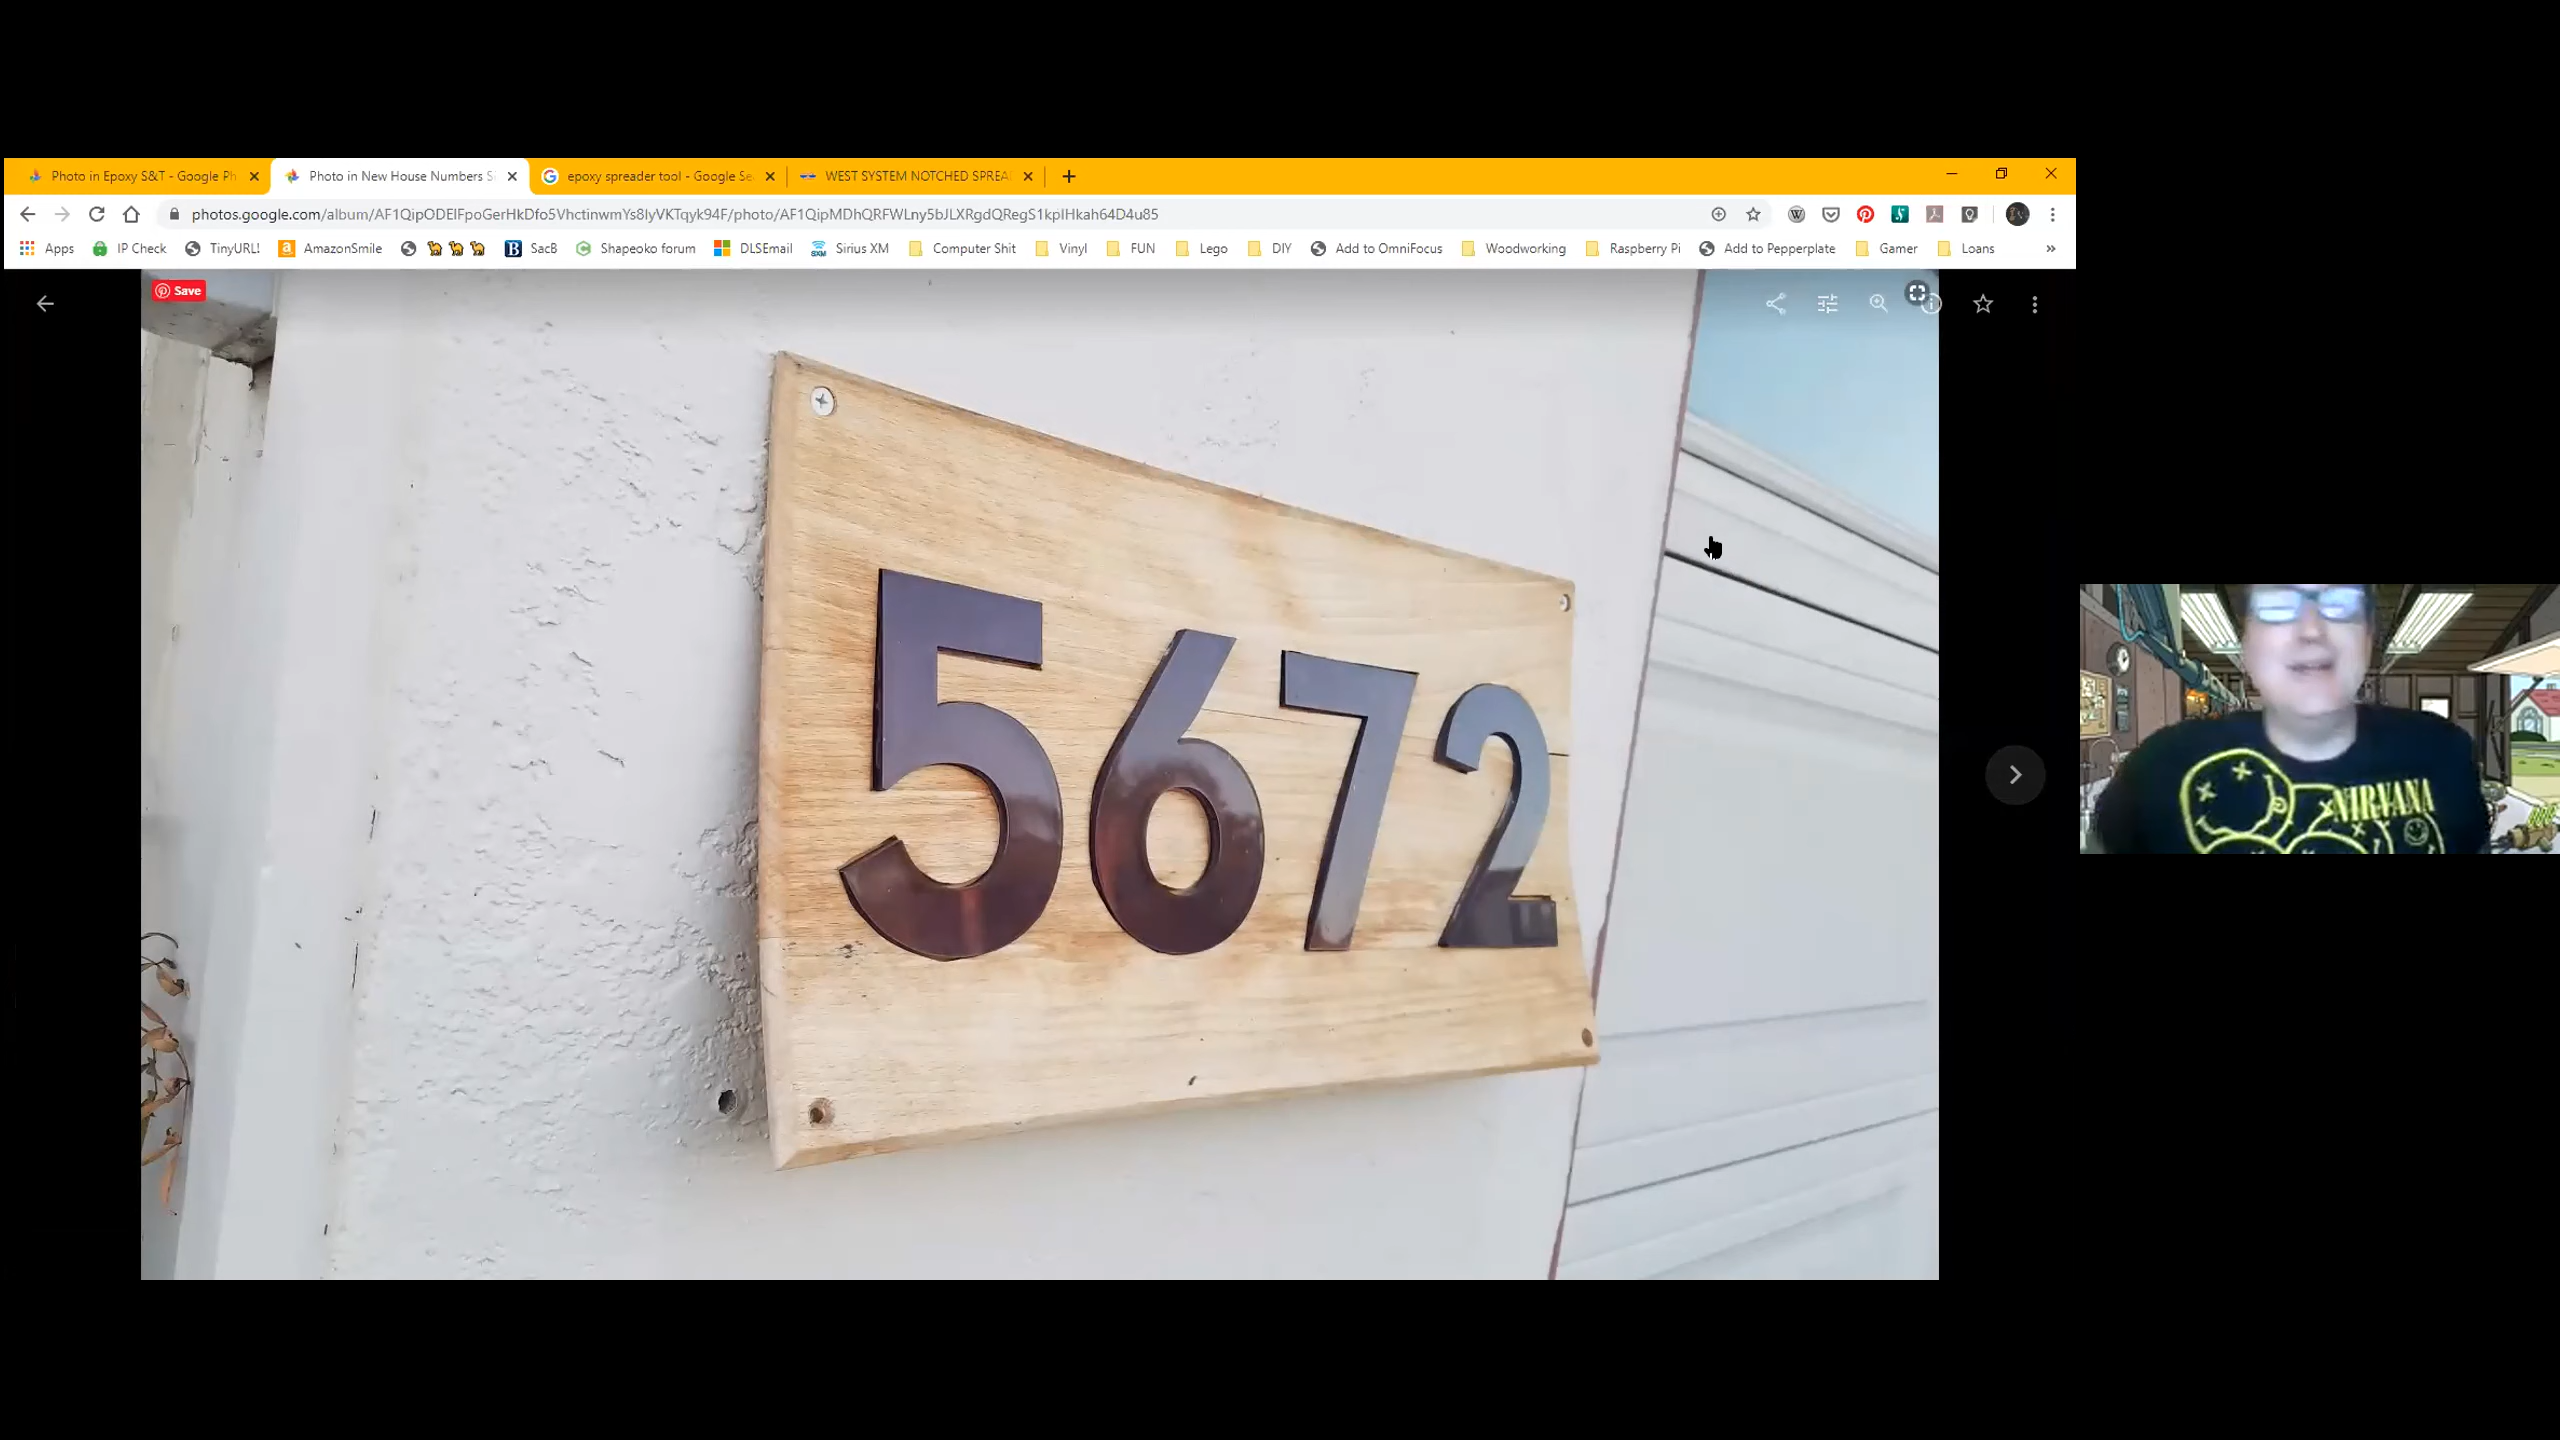 Photo in Epoxy S&T - Google Ph
Photo in New House Numbers S
epoxy spreader tool - Google Se
WEST SYSTEM NOTCHED SPREA
photos.google.com/album/AF1QipODElFpoGerHkDfo5VhctinwmYs8lyVKTqyk94F/photo/AF1QipMDhQRFWLny5bJLXRgdQRegS1kpIHkah64D4u85
Apps IP Check TinyURL! AmazonSmile SacB Shapeoko forum DLSEmail Sirius XM Computer Shit Vinyl FUN Lego DIY Add to OmniFocus Woodworking Raspberry Pi Add to Pepperplate Gamer Loans »
Save
5672
NIRVANA